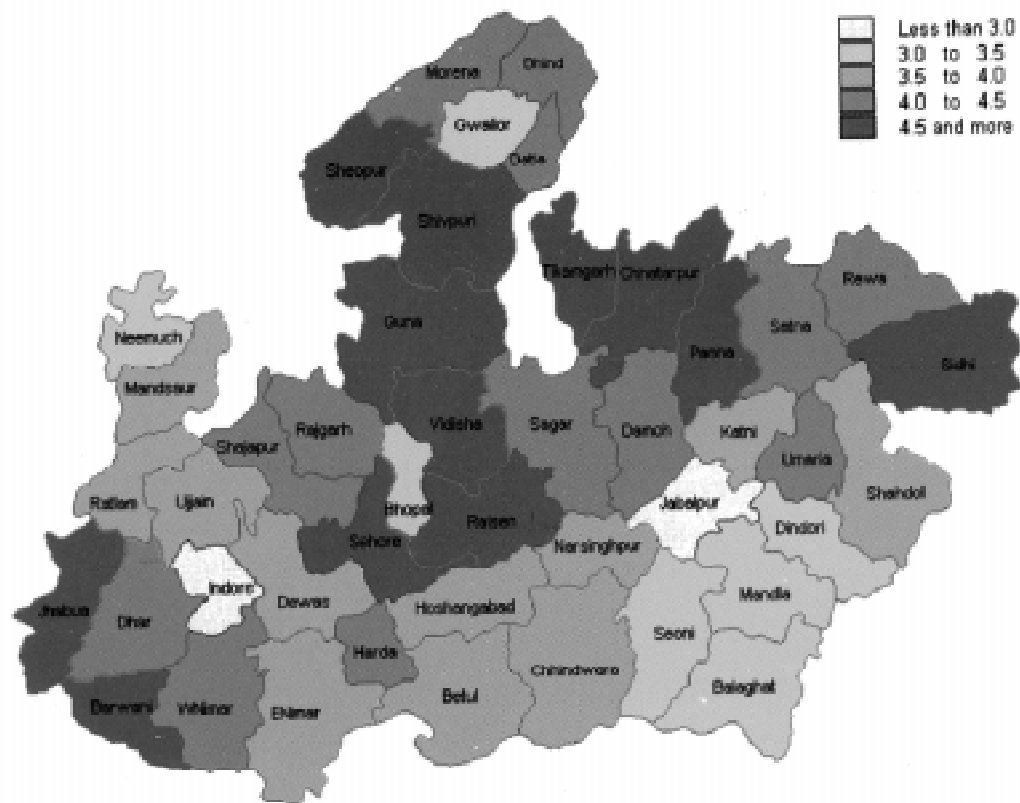 Less than 3.0
3.0 to 3.5
3.5 to 4.0
4.0 to 4.5
4.5 and more
Morena
Bhind
Gwalior
Datia
Sheopur
Shivpuri
Tikamgarh
Chhatarpur
Rewa
Guna
Satna
Neemuch
Panna
Sidhi
Mandsaur
Vidisha
Sagar
Rajgarh
Damoh
Katni
Shajapur
Umaria
Shahdol
Ratlam
Ujjain
Bhopal
Raisen
Jabalpur
Dindori
Sehore
Narsinghpur
Indore
Jhabua
Dhar
Dewas
Hoshangabad
Mandla
Harda
Seoni
Chhindwara
Balaghat
Barwani
WNimar
ENimar
Betul